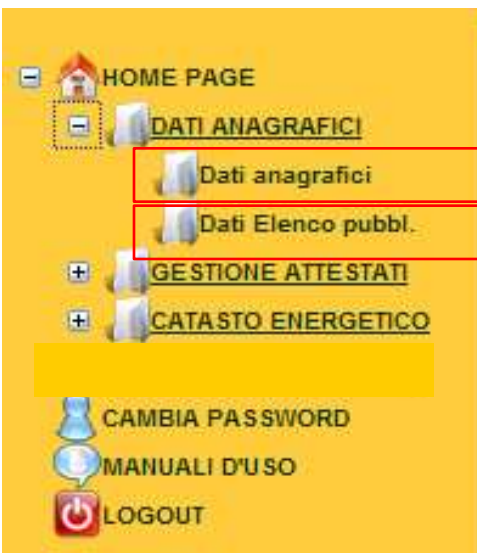 HOME PAGE
DATI ANAGRAFICI
Dati anagrafici
Dati Elenco pubbl.
GESTIONE ATTESTATI
CATASTO ENERGETICO
CAMBIA PASSWORD
MANUALI D'USO
LOGOUT